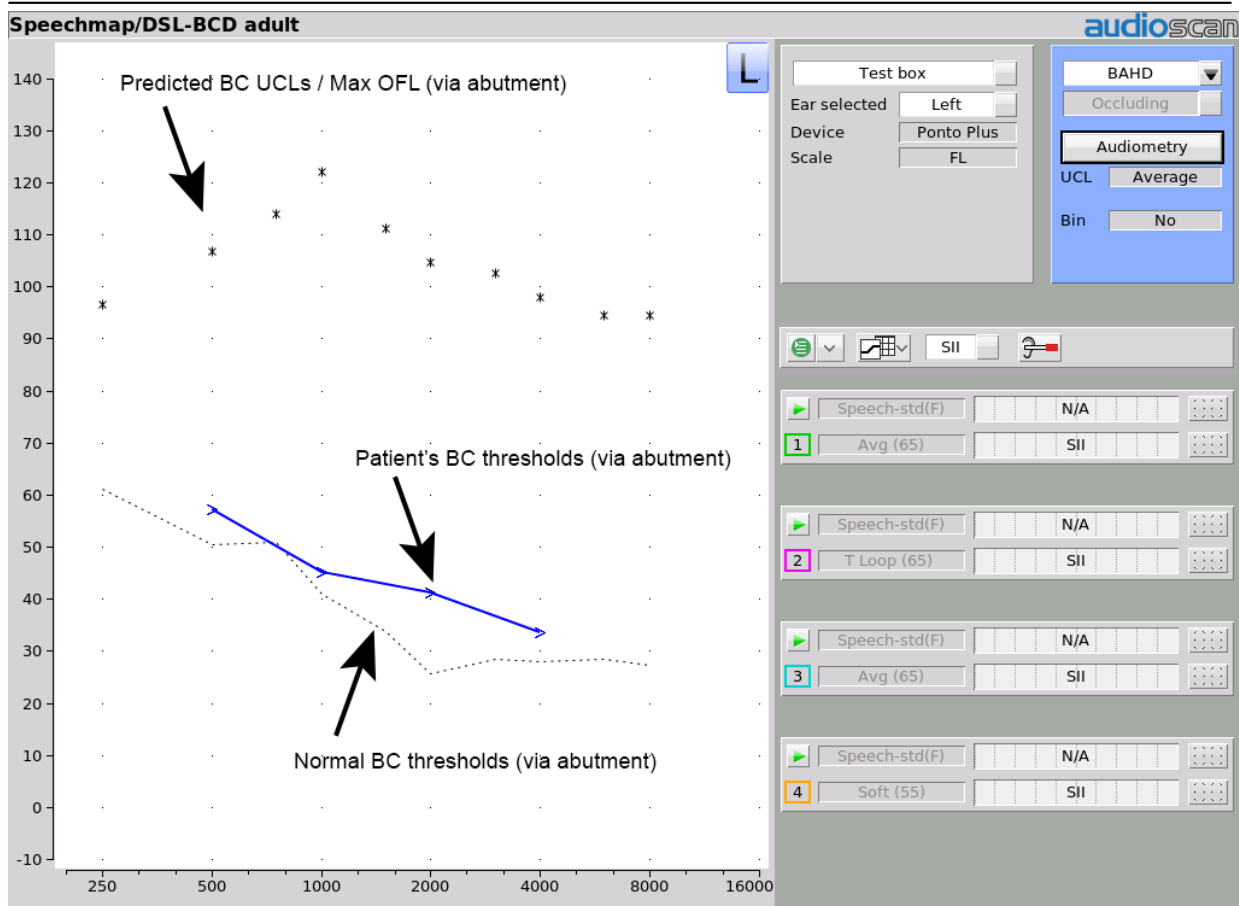 Speechmap/DSL-BCD adult
audioscan
L
Predicted BC UCLs / Max OFL (via abutment)
Patient's BC thresholds (via abutment)
Normal BC thresholds (via abutment)
140
130
120
110
100
90
80
70
60
50
40
30
20
10
0
-10
250 500 1000 2000 4000 8000 16000
Test box
Ear selected Left
Device Ponto Plus
Scale FL
BAHD
Occluding
Audiometry
UCL Average
Bin No
SII
Speech-std(F) N/A
1 Avg (65) SII
Speech-std(F) N/A
2 T Loop (65) SII
Speech-std(F) N/A
3 Avg (65) SII
Speech-std(F) N/A
4 Soft (55) SII